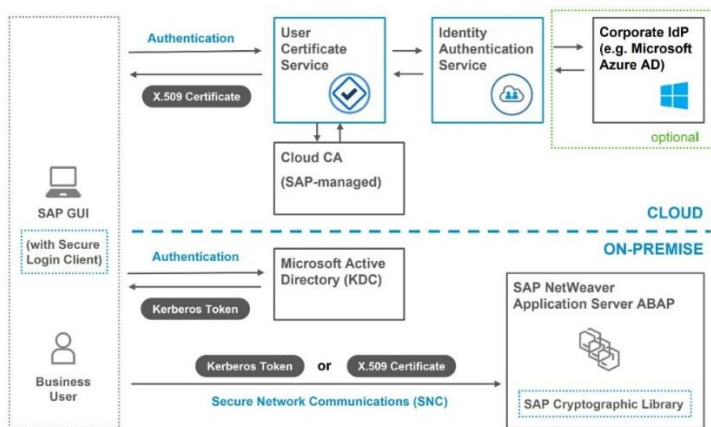 Authentication
X.509 Certificate
User
Certificate
Service
Identity
Authentication
Service
Corporate IdP
(e.g. Microsoft
Azure AD)
optional
Cloud CA
(SAP-managed)
SAP GUI
(with Secure
Login Client)
CLOUD
ON-PREMISE
Authentication
Kerberos Token
Microsoft Active
Directory (KDC)
SAP NetWeaver
Application Server ABAP
Business
User
Kerberos Token or X.509 Certificate
Secure Network Communications (SNC)
SAP Cryptographic Library